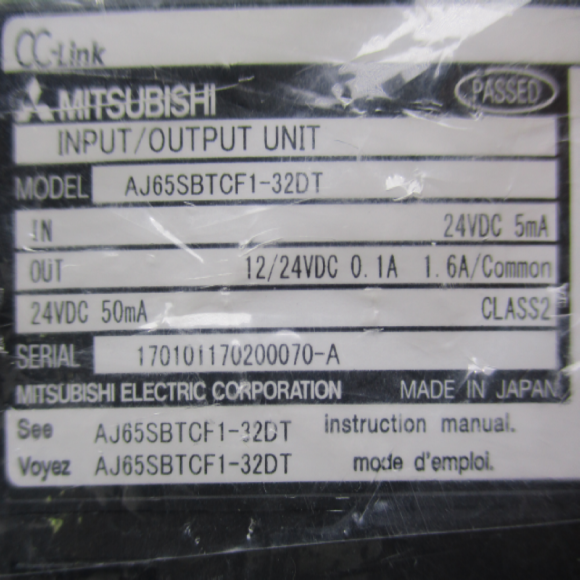 CC-Link
MITSUBISHI PASSED
INPUT/OUTPUT UNIT
MODEL AJ65SBTCF1-32DT
IN 24VDC 5mA
OUT 12/24VDC 0.1A 1.6A/Common
24VDC 50mA CLASS2
SERIAL 170101170200070-A
MITSUBISHI ELECTRIC CORPORATION MADE IN JAPAN
See AJ65SBTCF1-32DT instruction manual.
Voyez AJ65SBTCF1-32DT mode d'emploi.